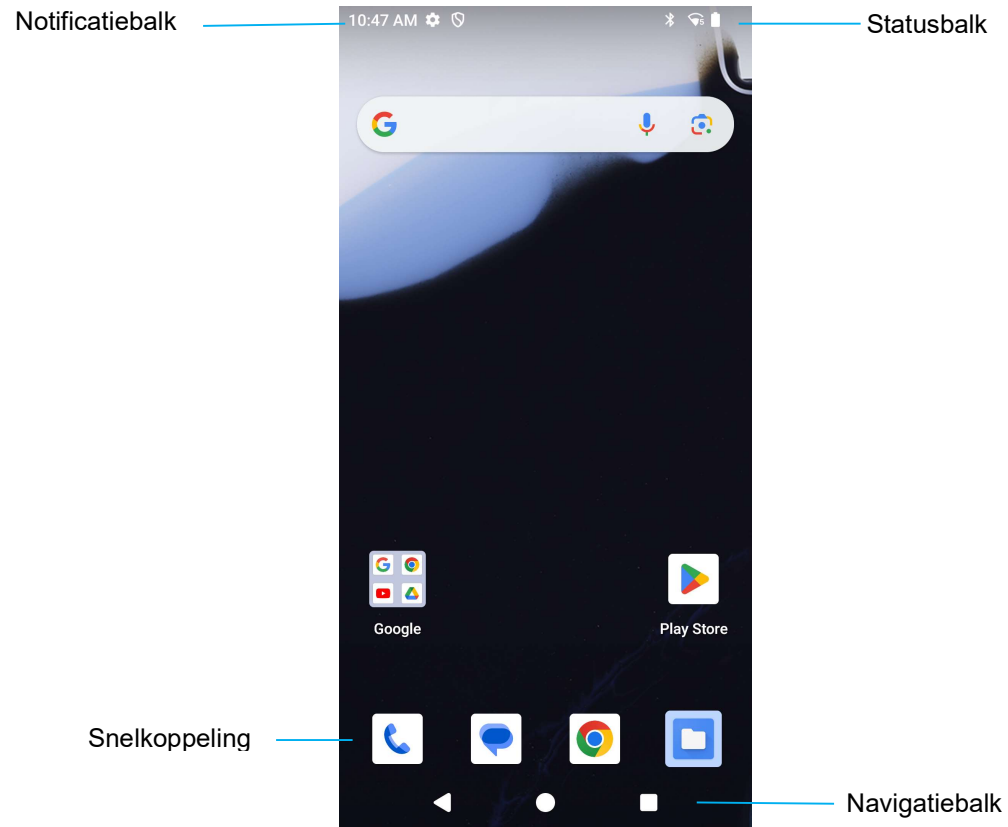 Notificatiebalk
10:47 AM
Statusbalk
Google
Play Store
Snelkoppeling
Navigatiebalk